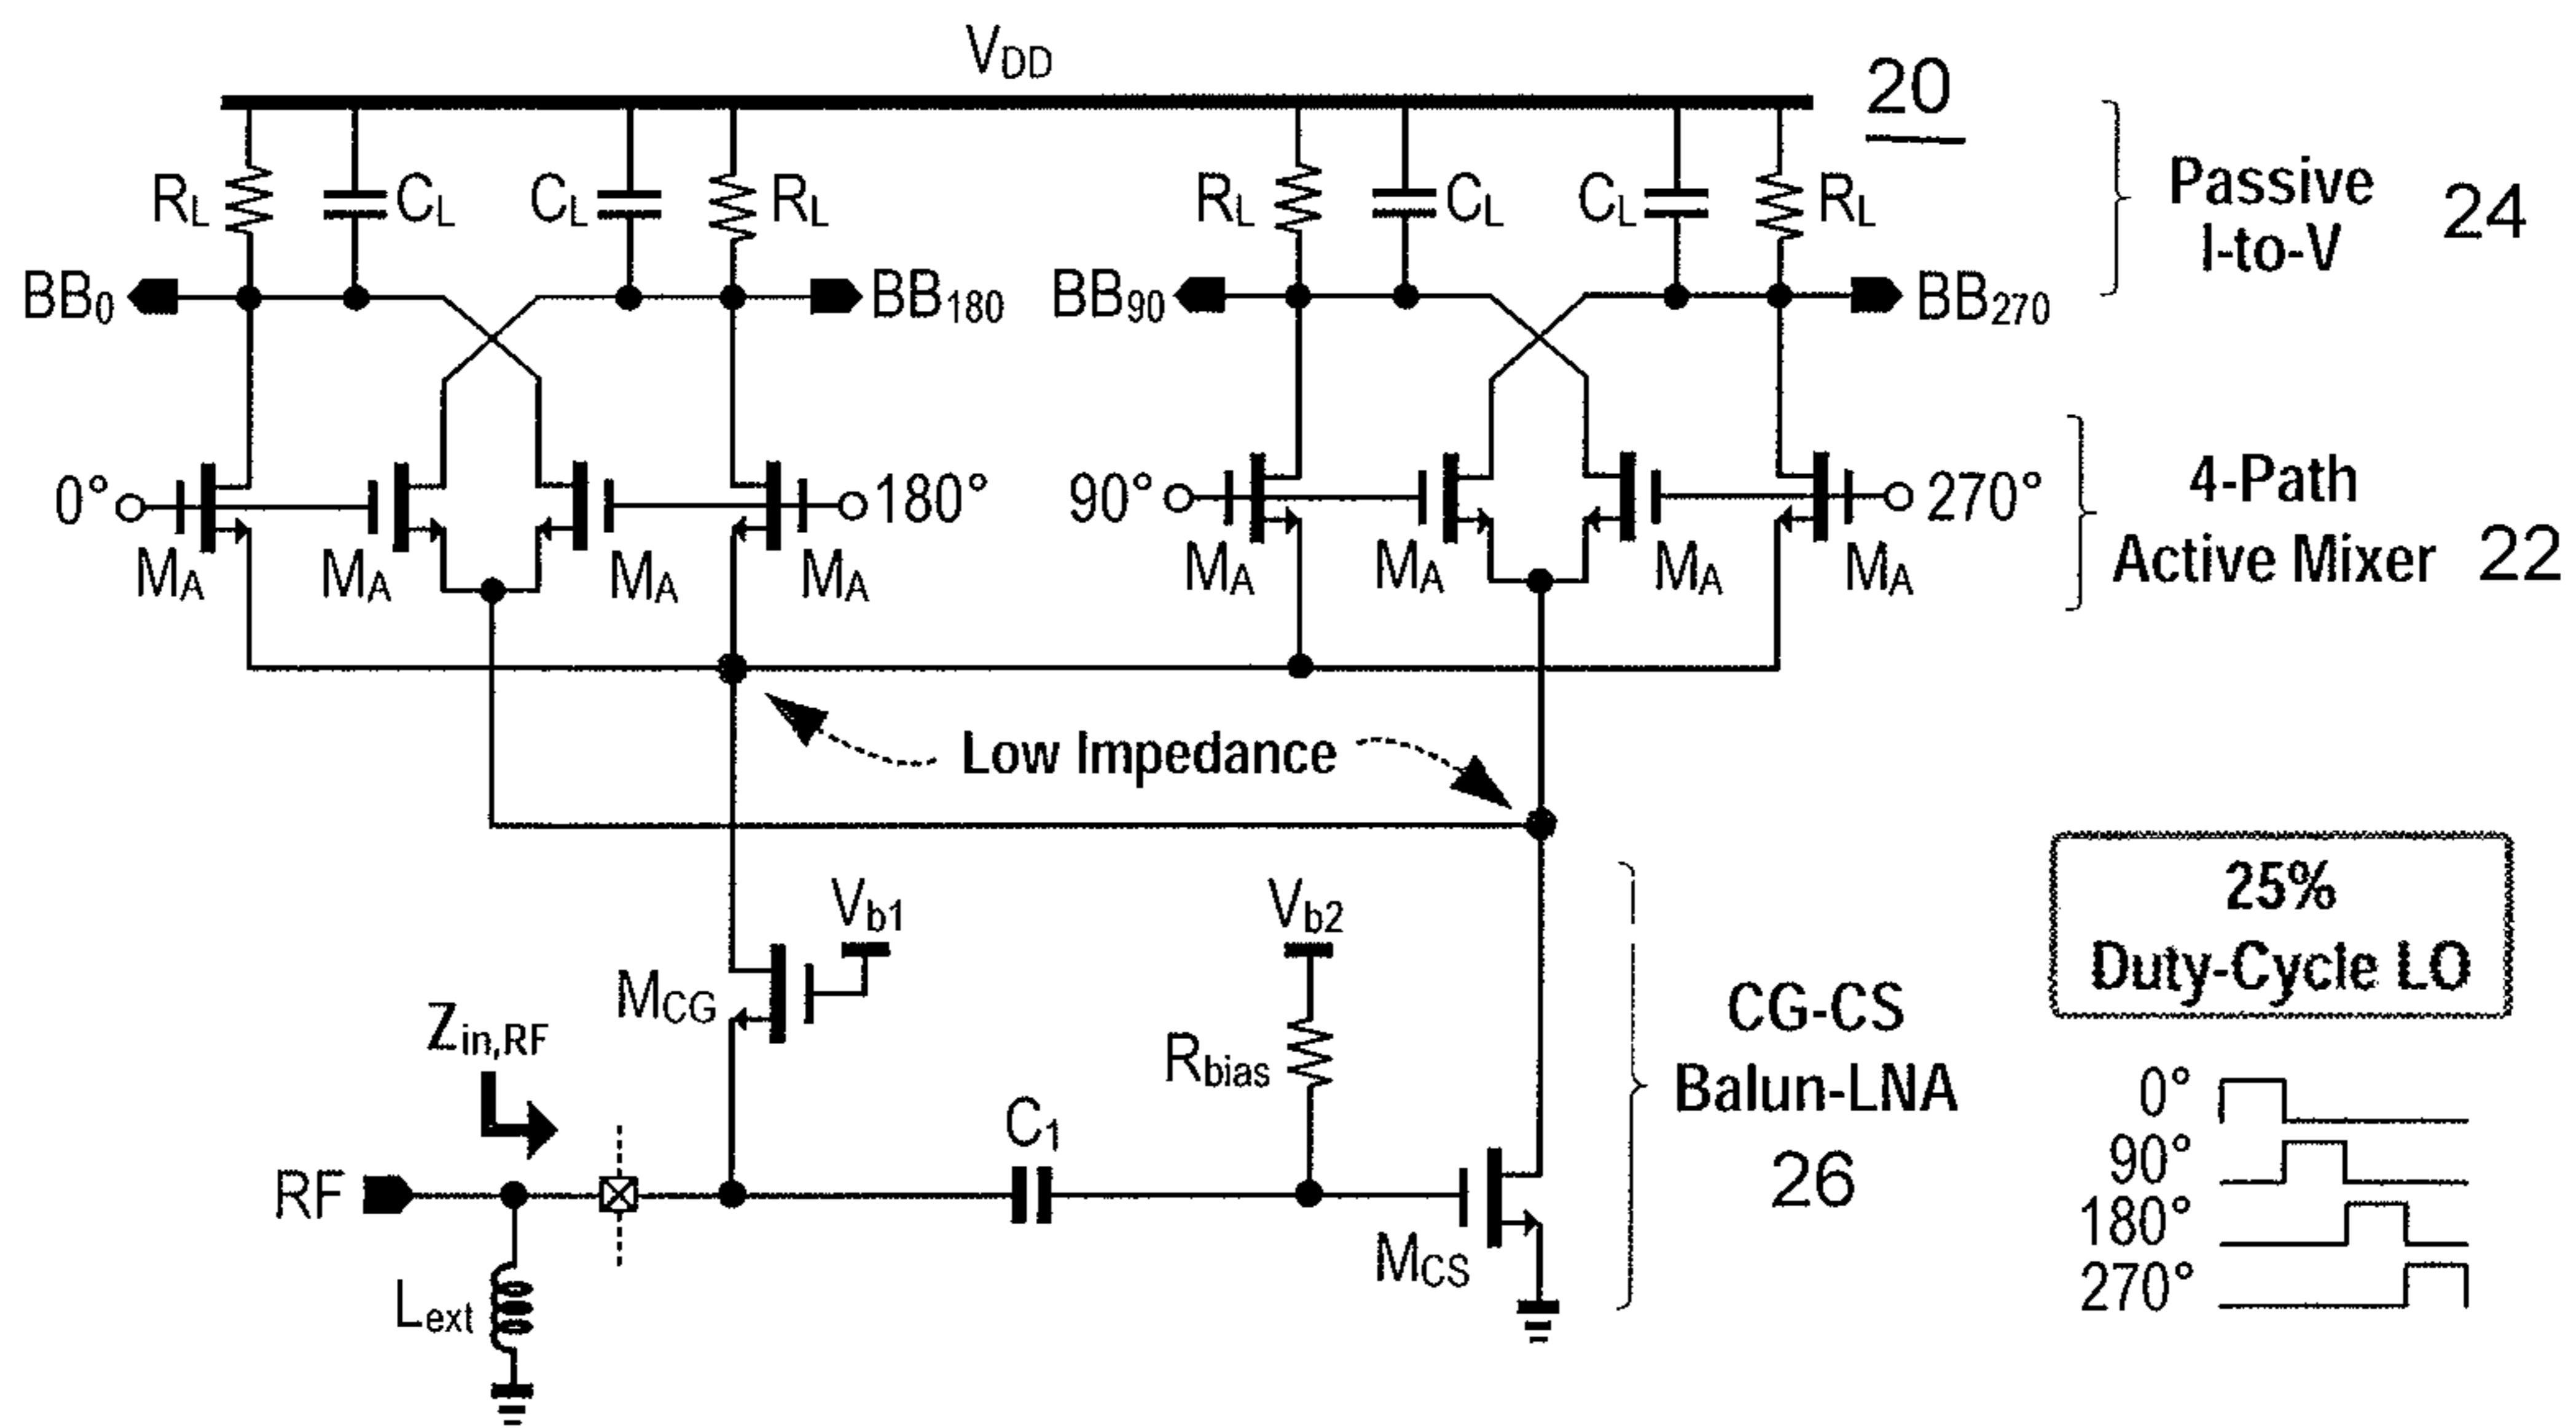 VDD
20
RL CL CL RL RL CL CL RL
Passive
I-to-V 24
BB0 BB180 BB90 BB270
0° 180° 90° 270°
MA MA MA MA MA MA MA MA
4-Path
Active Mixer 22
Low Impedance
Vb1
Vb2
25%
Duty-Cycle LO
MCG
Zin,RF
Rbias
CG-CS
Balun-LNA
26
C1
RF
MCS
Lext
0°
90°
180°
270°